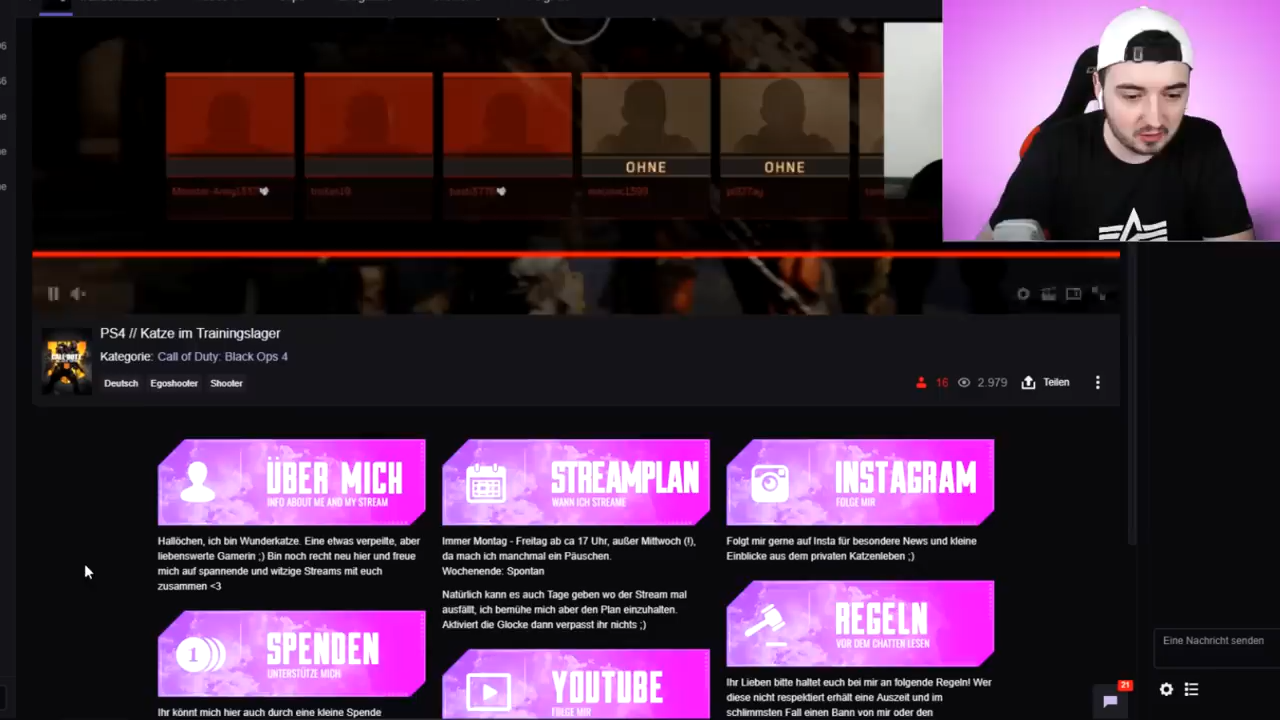 OHNE
OHNE
PS4 // Katze im Trainingslager
Kategorie: Call of Duty: Black Ops 4
Deutsch Egoshooter Shooter
16 2.979 Teilen
ÜBER MICH
INFO ABOUT ME AND MY STREAM
Hallöchen, ich bin Wunderkatze. Eine etwas verpeilte, aber
liebenswerte Gamerin ;) Bin noch recht neu hier und freue
mich auf spannende und witzige Streams mit euch
zusammen <3
SPENDEN
UNTERSTÜTZE MICH
Ihr könnt mich hier auch durch eine kleine Spende
STREAMPLAN
WANN ICH STREAME
Immer Montag - Freitag ab ca 17 Uhr, außer Mittwoch (!),
da mach ich manchmal ein Päuschen.
Wochenende: Spontan
Natürlich kann es auch Tage geben wo der Stream mal
ausfällt, ich bemühe mich aber den Plan einzuhalten.
Aktiviert die Glocke dann verpasst ihr nichts ;)
YOUTUBE
FOLGE MIR
INSTAGRAM
FOLGE MIR
Folgt mir gerne auf Insta für besondere News und kleine
Einblicke aus dem privaten Katzenleben ;)
REGELN
VOR DEM CHATTEN LESEN
Ihr Lieben bitte haltet euch bei mir an folgende Regeln! Wer
diese nicht respektiert erhält eine Auszeit und im
schlimmsten Fall einen Bann von mir oder den
Eine Nachricht senden
21